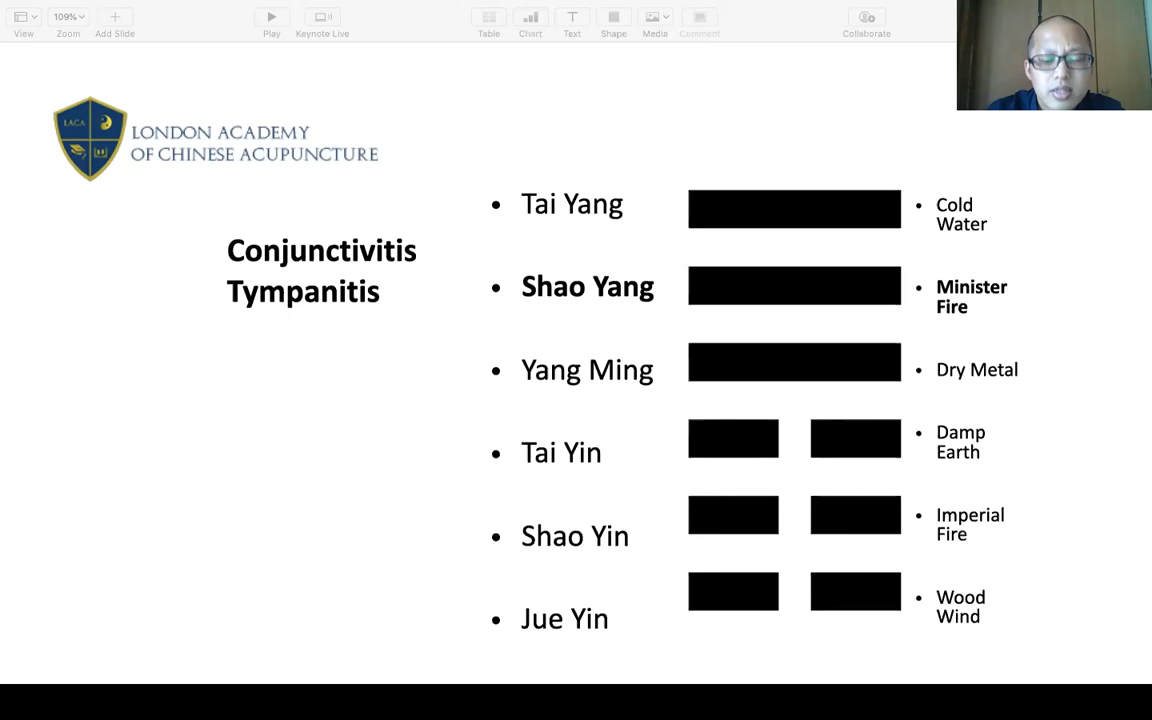 109%
View
Zoom
Add Slide
Play
Keynote Live
Table
Chart
Text
Shape
Media
Comment
Collaborate
LACA
LONDON ACADEMY
OF CHINESE ACUPUNCTURE
Conjunctivitis
Tympanitis
• Tai Yang
• Cold
Water
• Shao Yang
• Minister
Fire
• Yang Ming
• Dry Metal
• Tai Yin
• Damp
Earth
• Shao Yin
• Imperial
Fire
• Jue Yin
• Wood
Wind